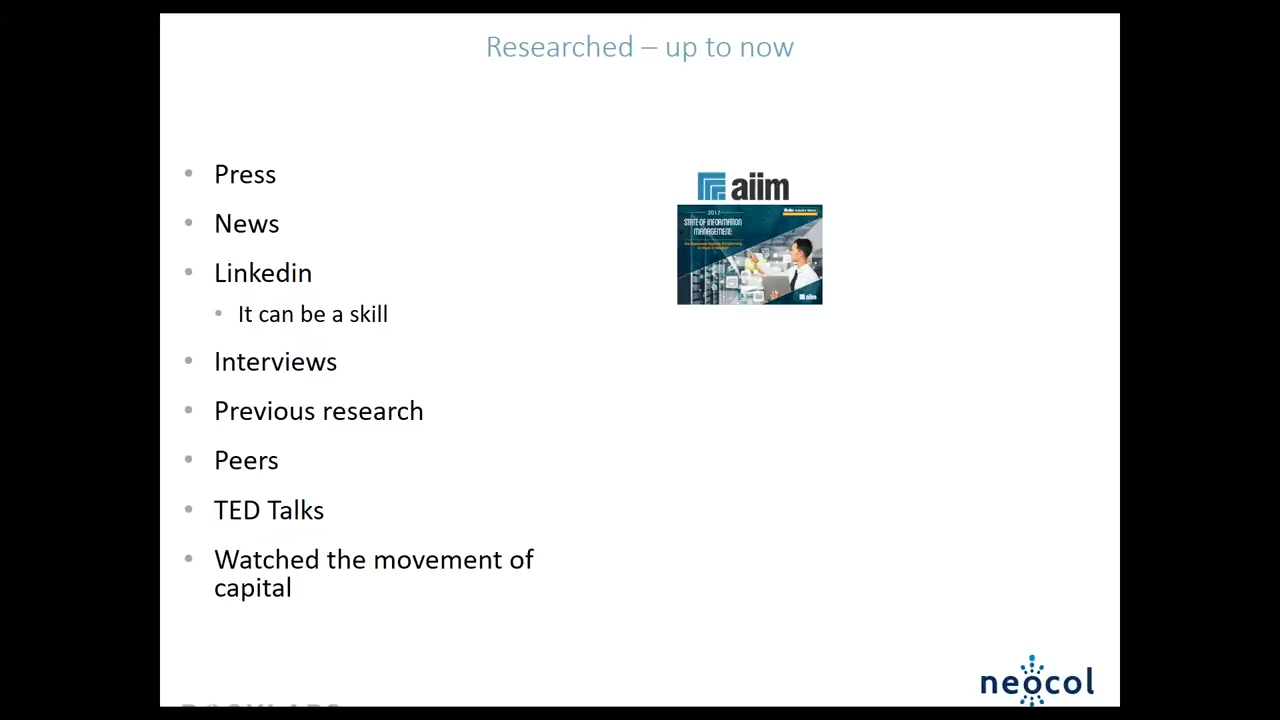 Researched – up to now
Press
News
Linkedin
It can be a skill
Interviews
Previous research
Peers
TED Talks
Watched the movement of
capital
aiim
2017
STATE OF INFORMATION
MANAGEMENT:
aiim
neocol